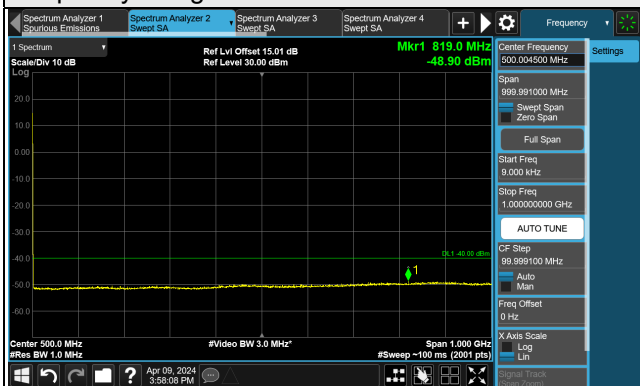 Spectrum Analyzer 1
Spurious Emissions
Spectrum Analyzer 2
Swept SA
Spectrum Analyzer 3
Swept SA
Spectrum Analyzer 4
Swept SA
Frequency
1 Spectrum
Scale/Div 10 dB
Log
Ref Lvl Offset 15.01 dB
Ref Level 30.00 dBm
Mkr1 819.0 MHz
-48.90 dBm
20.0
10.0
0.00
-10.0
-20.0
-30.0
-40.0
-50.0
-60.0
DL1 -40.00 dBm
1
Center 500.0 MHz
#Res BW 1.0 MHz
#Video BW 3.0 MHz*
Span 1.000 GHz
#Sweep ~100 ms (2001 pts)
Center Frequency
500.004500 MHz
Settings
Span
999.991000 MHz
Swept Span
Zero Span
Full Span
Start Freq
9.000 kHz
Stop Freq
1.000000000 GHz
AUTO TUNE
CF Step
99.999100 MHz
Auto
Man
Freq Offset
0 Hz
X Axis Scale
Log
Lin
Signal Track
(Span Zoom)
Apr 09, 2024
3:58:08 PM